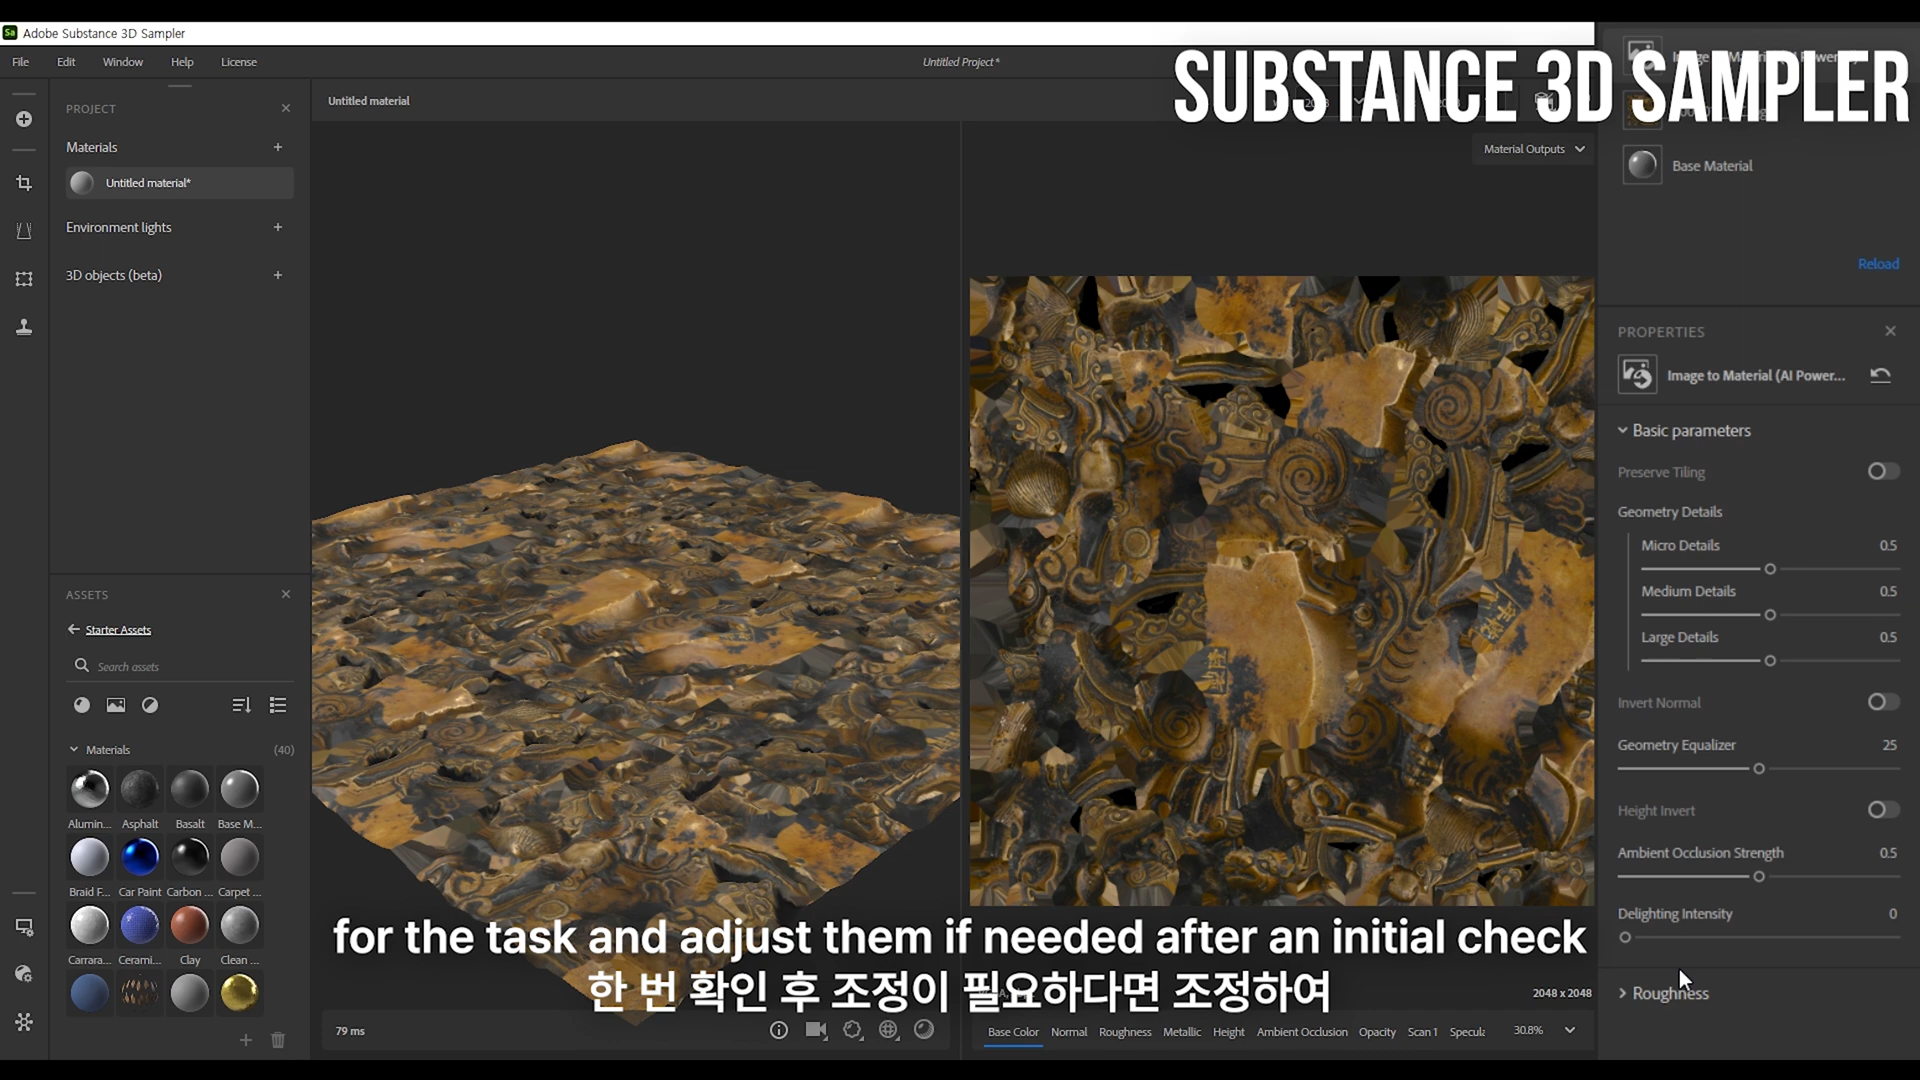 Sa Adobe Substance 3D Sampler
File Edit Window Help License
Untitled Project*
SUBSTANCE 3D SAMPLER
PROJECT
Materials
Untitled material*
Environment lights
3D objects (beta)
ASSETS
Starter Assets
Search assets
Materials (40)
Alumin... Asphalt Basalt Base M...
Braid F... Car Paint Carbon ... Carpet ...
Carrara... Cerami... Clay Clean ...
Untitled material
Material Outputs
for the task and adjust them if needed after an initial check
한 번 확인 후 조정이 필요하다면 조정하여
79 ms
2048 x 2048
Base Color Normal Roughness Metallic Height Ambient Occlusion Opacity Scan 1 Specula
30.8%
Base Material
Reload
PROPERTIES
Image to Material (AI Power...
Basic parameters
Preserve Tiling
Geometry Details
Micro Details 0.5
Medium Details 0.5
Large Details 0.5
Invert Normal
Geometry Equalizer 25
Height Invert
Ambient Occlusion Strength 0.5
Delighting Intensity 0
Roughness